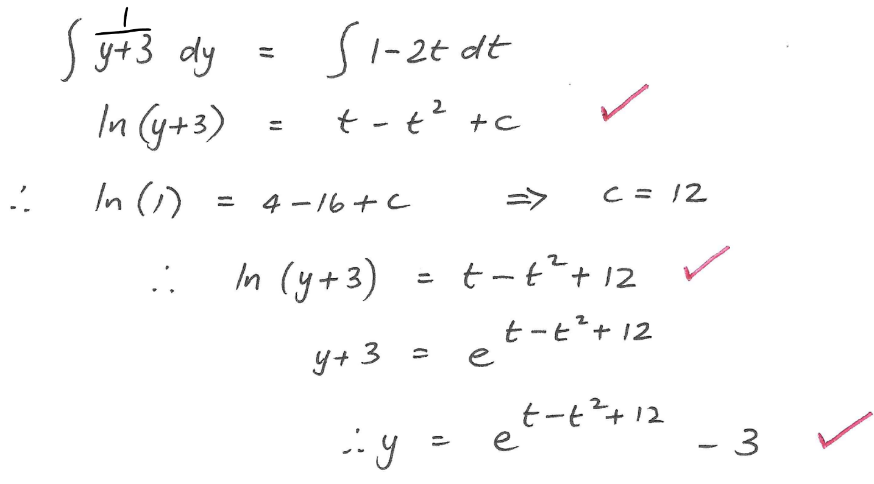 ∫ 1/(y+3) dy = ∫ 1-2t dt
ln (y+3) = t - t² + c ✓
∴ ln (1) = 4 - 16 + c ⇒ c = 12
∴ ln (y+3) = t - t² + 12 ✓
y + 3 = e^(t-t²+12)
∴ y = e^(t-t²+12) - 3 ✓